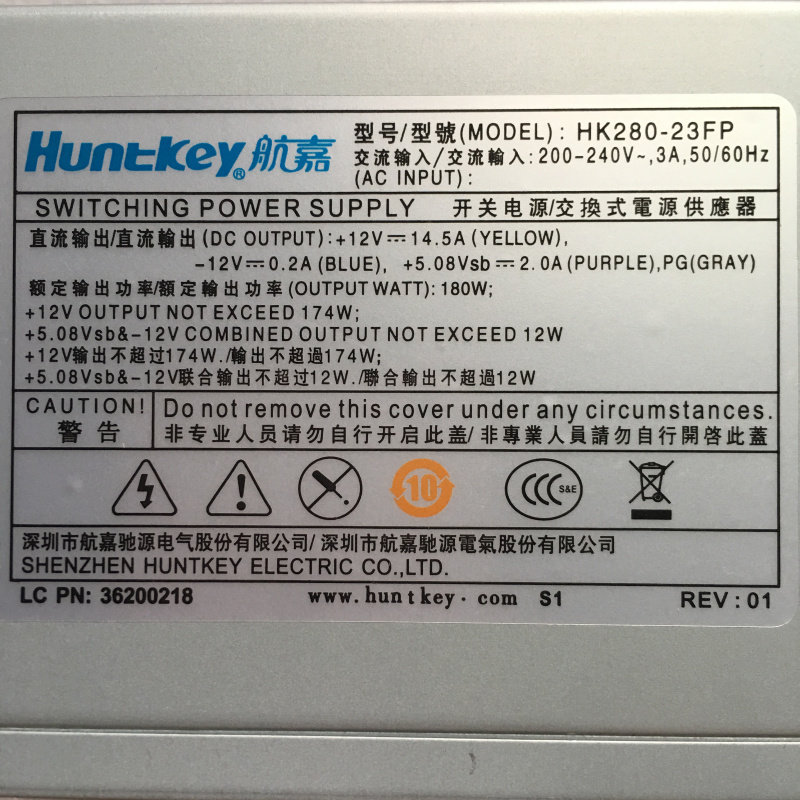 Huntkey® 航嘉
型号/型號(MODEL): HK280-23FP
交流输入/交流輸入:200-240V~,3A,50/60Hz
(AC INPUT):
SWITCHING POWER SUPPLY 开关电源/交換式電源供應器
直流输出/直流輸出(DC OUTPUT):+12V⎓14.5A(YELLOW),
-12V⎓0.2A(BLUE), +5.08Vsb⎓2.0A(PURPLE),PG(GRAY)
额定输出功率/額定輸出功率(OUTPUT WATT):180W;
+12V OUTPUT NOT EXCEED 174W;
+5.08Vsb&-12V COMBINED OUTPUT NOT EXCEED 12W
+12V输出不超过174W./輸出不超過174W;
+5.08Vsb&-12V联合输出不超过12W./聯合輸出不超過12W
CAUTION!
警告
Do not remove this cover under any circumstances.
非专业人员请勿自行开启此盖/非專業人員請勿自行開啓此蓋
10
CCC S&E
深圳市航嘉驰源电气股份有限公司/深圳市航嘉馳源電氣股份有限公司
SHENZHEN HUNTKEY ELECTRIC CO.,LTD.
LC PN: 36200218 www.huntkey.com S1 REV:01